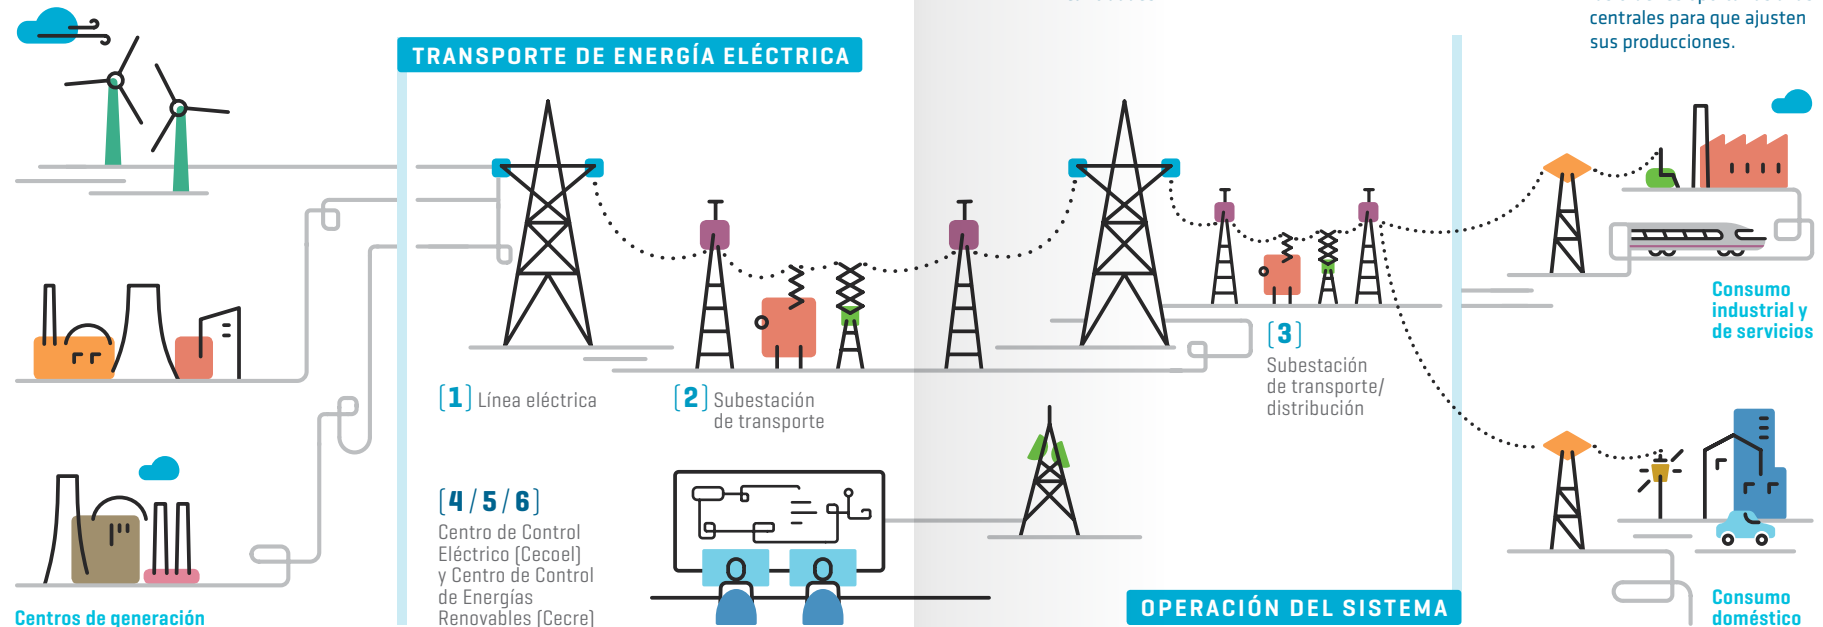 centrales para que ajusten
sus producciones.
TRANSPORTE DE ENERGÍA ELÉCTRICA
Consumo
industrial y
de servicios
[3]
Subestación
de transporte/
distribución
[1] Línea eléctrica
[2] Subestación
de transporte
[4/5/6]
Centro de Control
Eléctrico [Cecoel]
y Centro de Control
de Energías
Renovables [Cecre]
OPERACIÓN DEL SISTEMA
Centros de generación
Consumo
doméstico